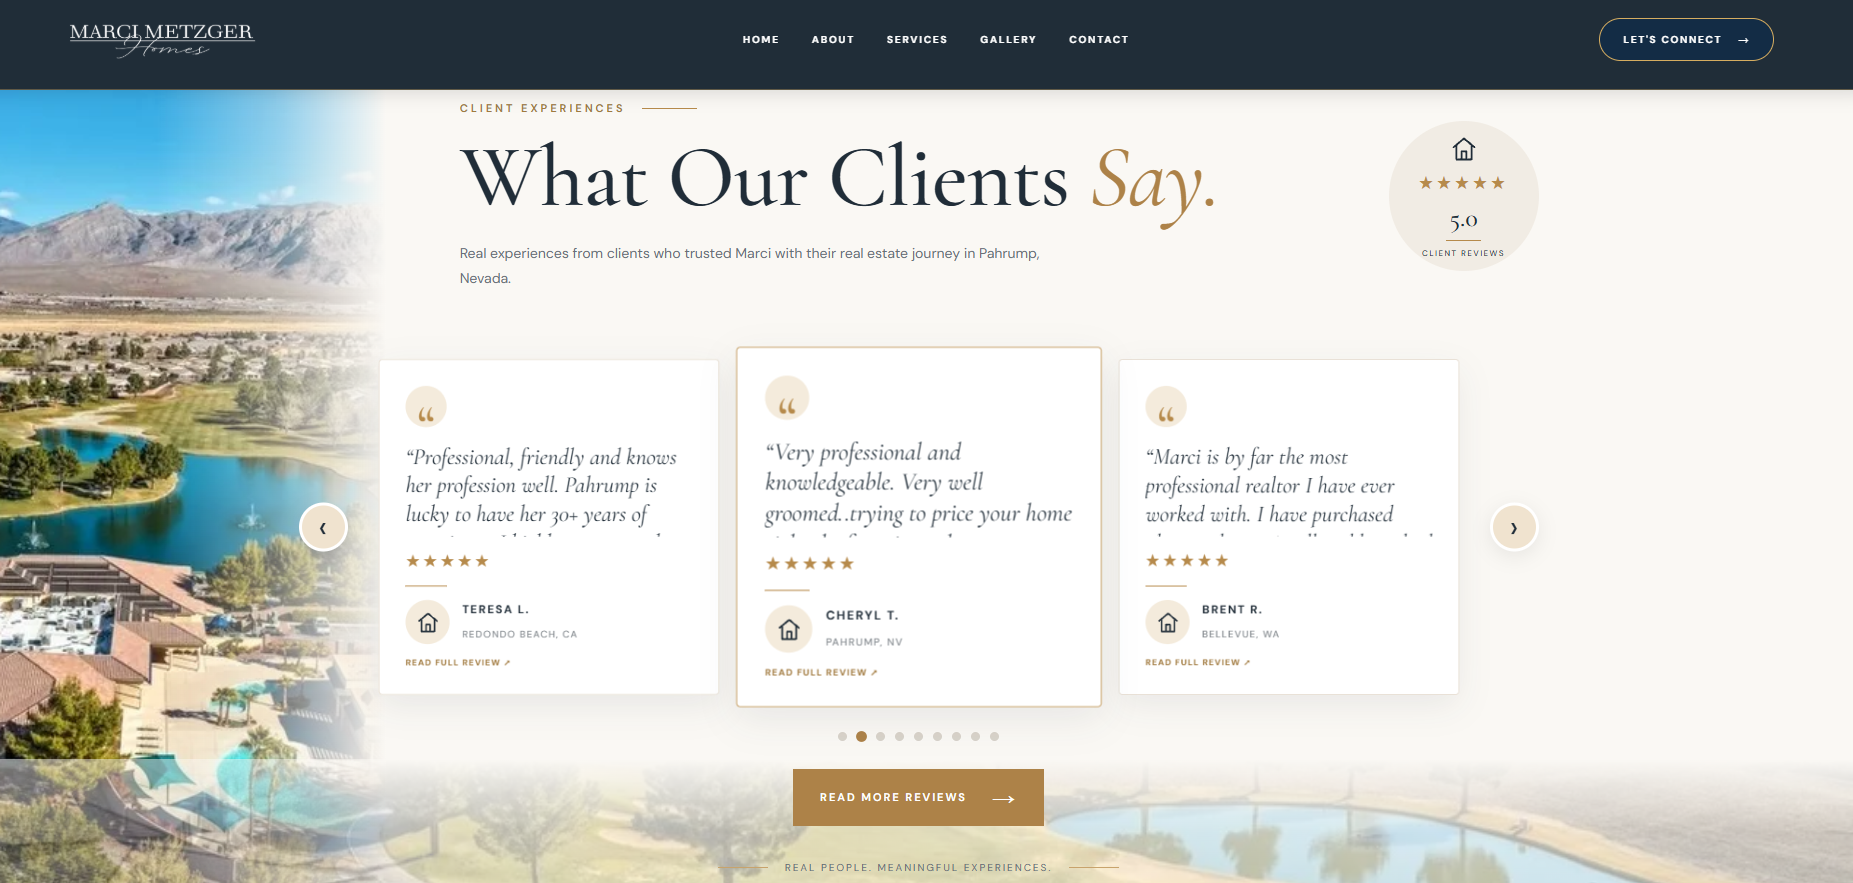 MARCI METZGER
Homes
HOME ABOUT SERVICES GALLERY CONTACT
LET'S CONNECT →
CLIENT EXPERIENCES
What Our Clients Say.
Real experiences from clients who trusted Marci with their real estate journey in Pahrump,
Nevada.
★★★★★
5.0
CLIENT REVIEWS
“
“Professional, friendly and knows
her profession well. Pahrump is
lucky to have her 30+ years of
★★★★★
TERESA L.
REDONDO BEACH, CA
READ FULL REVIEW ↗
“
“Very professional and
knowledgeable. Very well
groomed..trying to price your home
★★★★★
CHERYL T.
PAHRUMP, NV
READ FULL REVIEW ↗
“
“Marci is by far the most
professional realtor I have ever
worked with. I have purchased
★★★★★
BRENT R.
BELLEVUE, WA
READ FULL REVIEW ↗
‹
›
READ MORE REVIEWS →
REAL PEOPLE. MEANINGFUL EXPERIENCES.